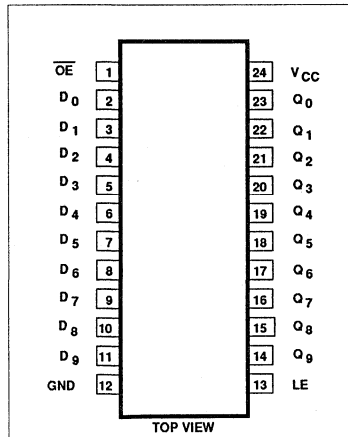 OE 1 24 VCC
D0 2 23 Q0
D1 3 22 Q1
D2 4 21 Q2
D3 5 20 Q3
D4 6 19 Q4
D5 7 18 Q5
D6 8 17 Q6
D7 9 16 Q7
D8 10 15 Q8
D9 11 14 Q9
GND 12 13 LE
TOP VIEW